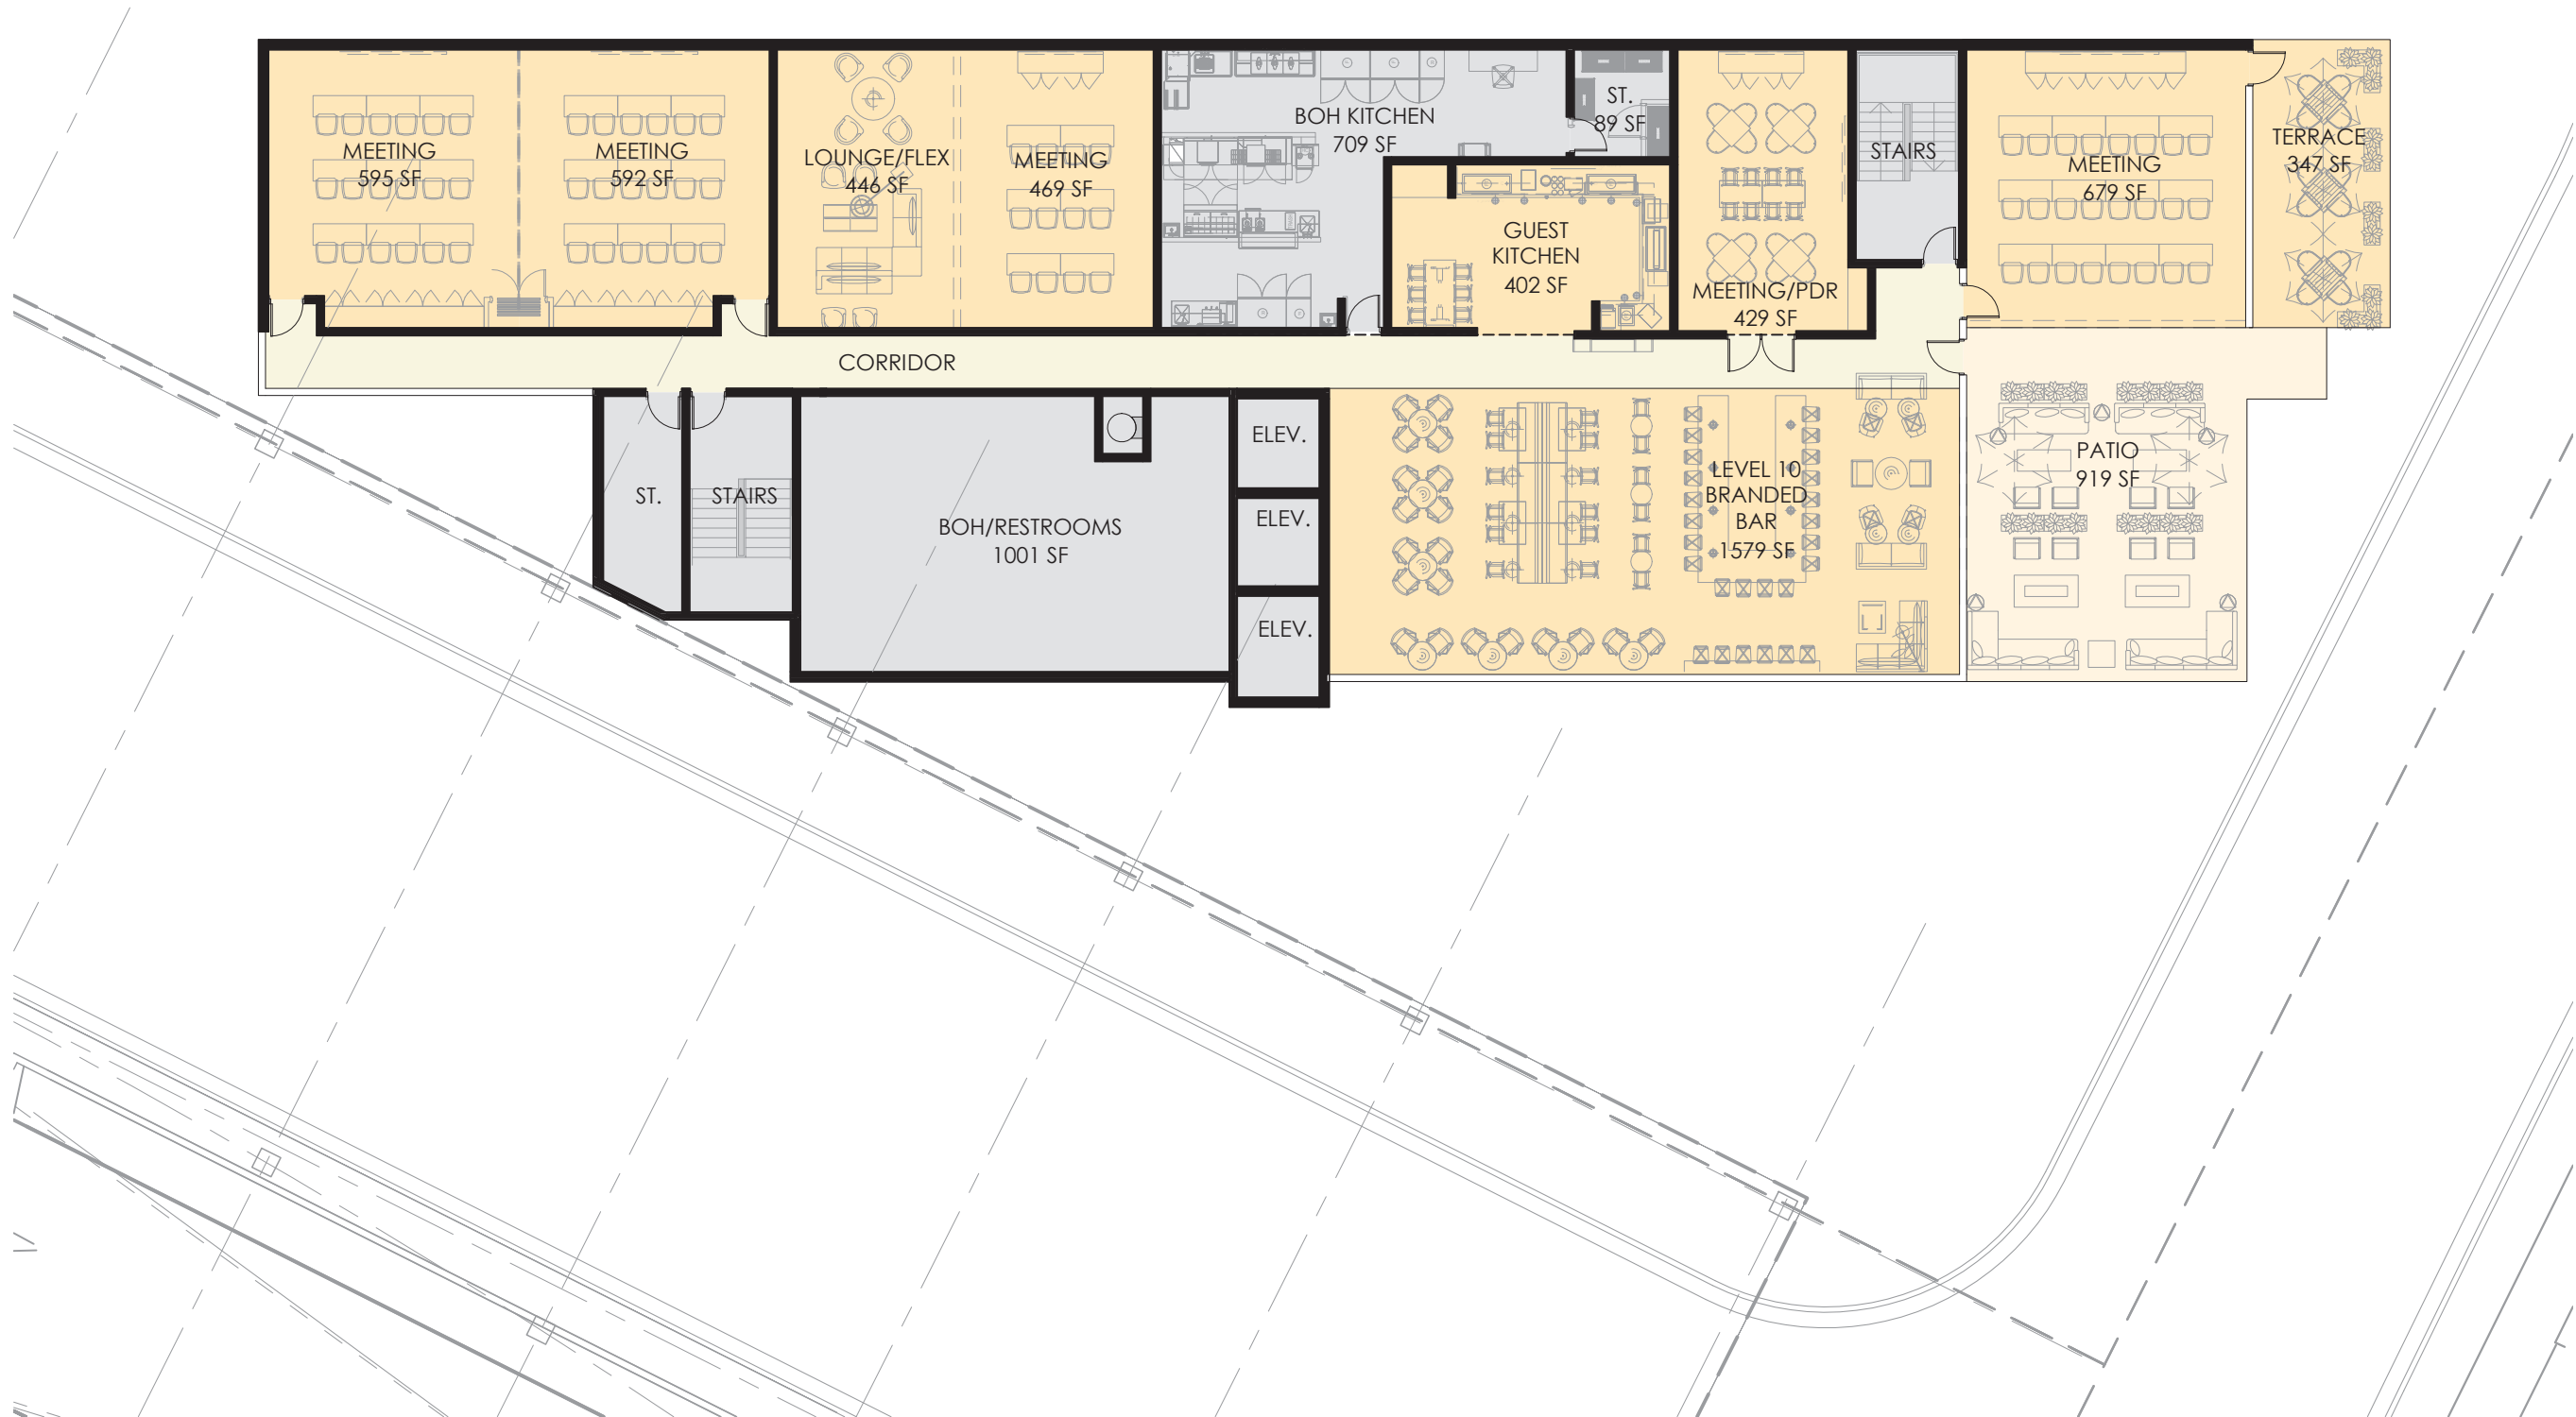 MEETING
595 SF
MEETING
592 SF
LOUNGE/FLEX
446 SF
MEETING
469 SF
BOH KITCHEN
709 SF
ST.
89 SF
GUEST
KITCHEN
402 SF
MEETING/PDR
429 SF
STAIRS
MEETING
679 SF
TERRACE
347 SF
CORRIDOR
ST.
STAIRS
BOH/RESTROOMS
1001 SF
ELEV.
ELEV.
ELEV.
LEVEL 10
BRANDED
BAR
1579 SF
PATIO
919 SF